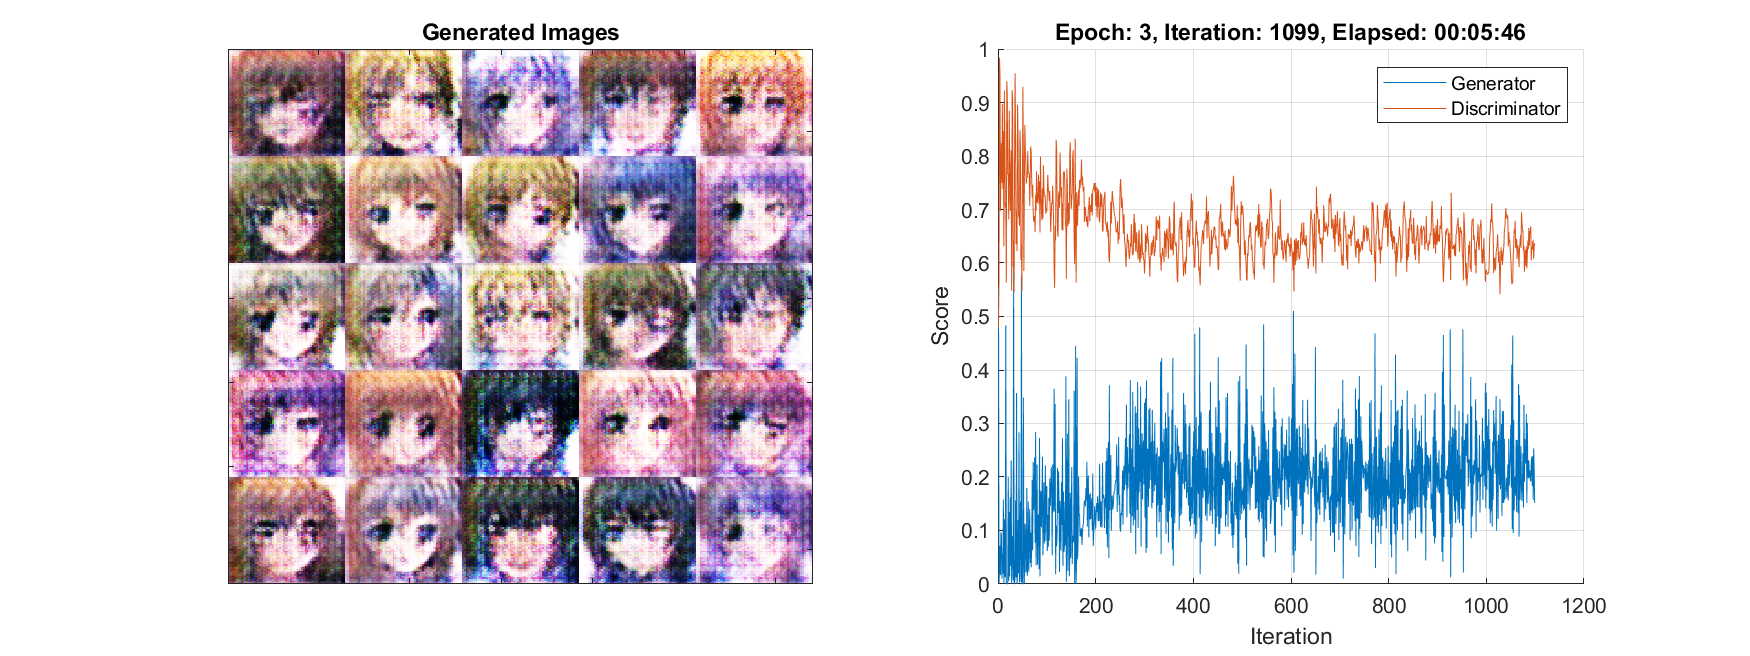 Generated Images
Epoch: 3, Iteration: 1099, Elapsed: 00:05:46
Generator
Discriminator
1
0.9
0.8
0.7
0.6
0.5
0.4
0.3
0.2
0.1
0
Score
0 200 400 600 800 1000 1200
Iteration